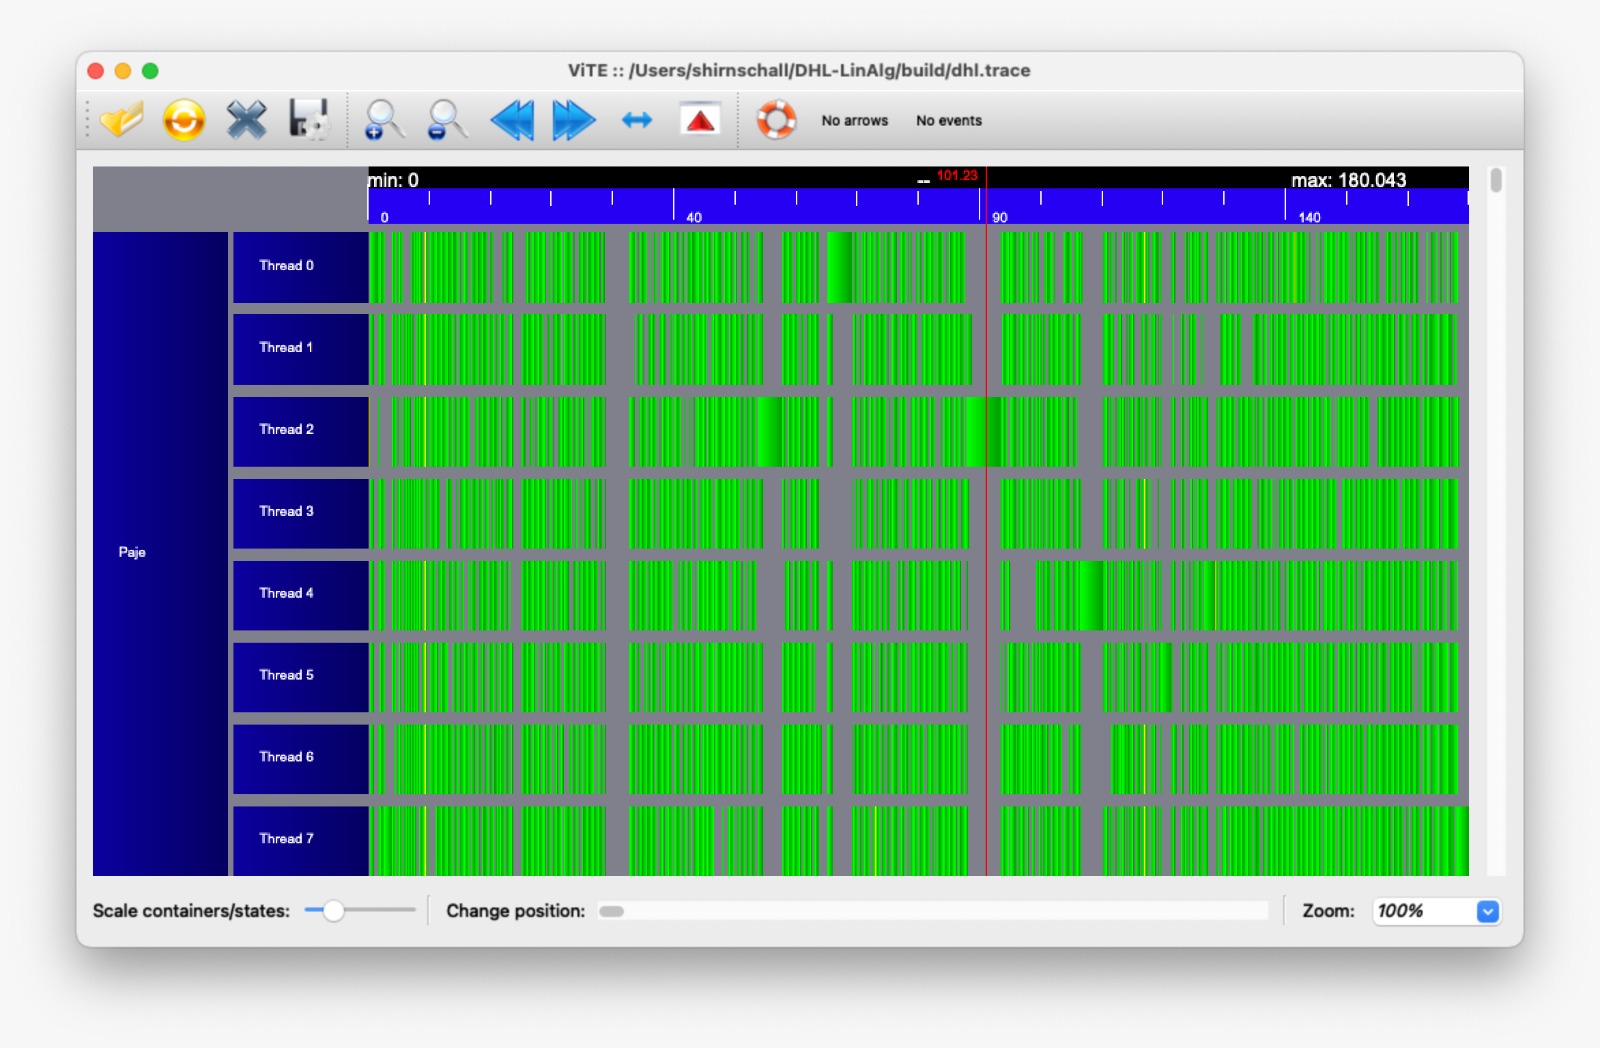 ViTE :: /Users/shirnschall/DHL-LinAlg/build/dhl.trace
No arrows No events
min: 0 -- 101.23 max: 180.043
0 40 90 140
Thread 0
Thread 1
Thread 2
Thread 3
Paje
Thread 4
Thread 5
Thread 6
Thread 7
Scale containers/states: Change position: Zoom: 100%